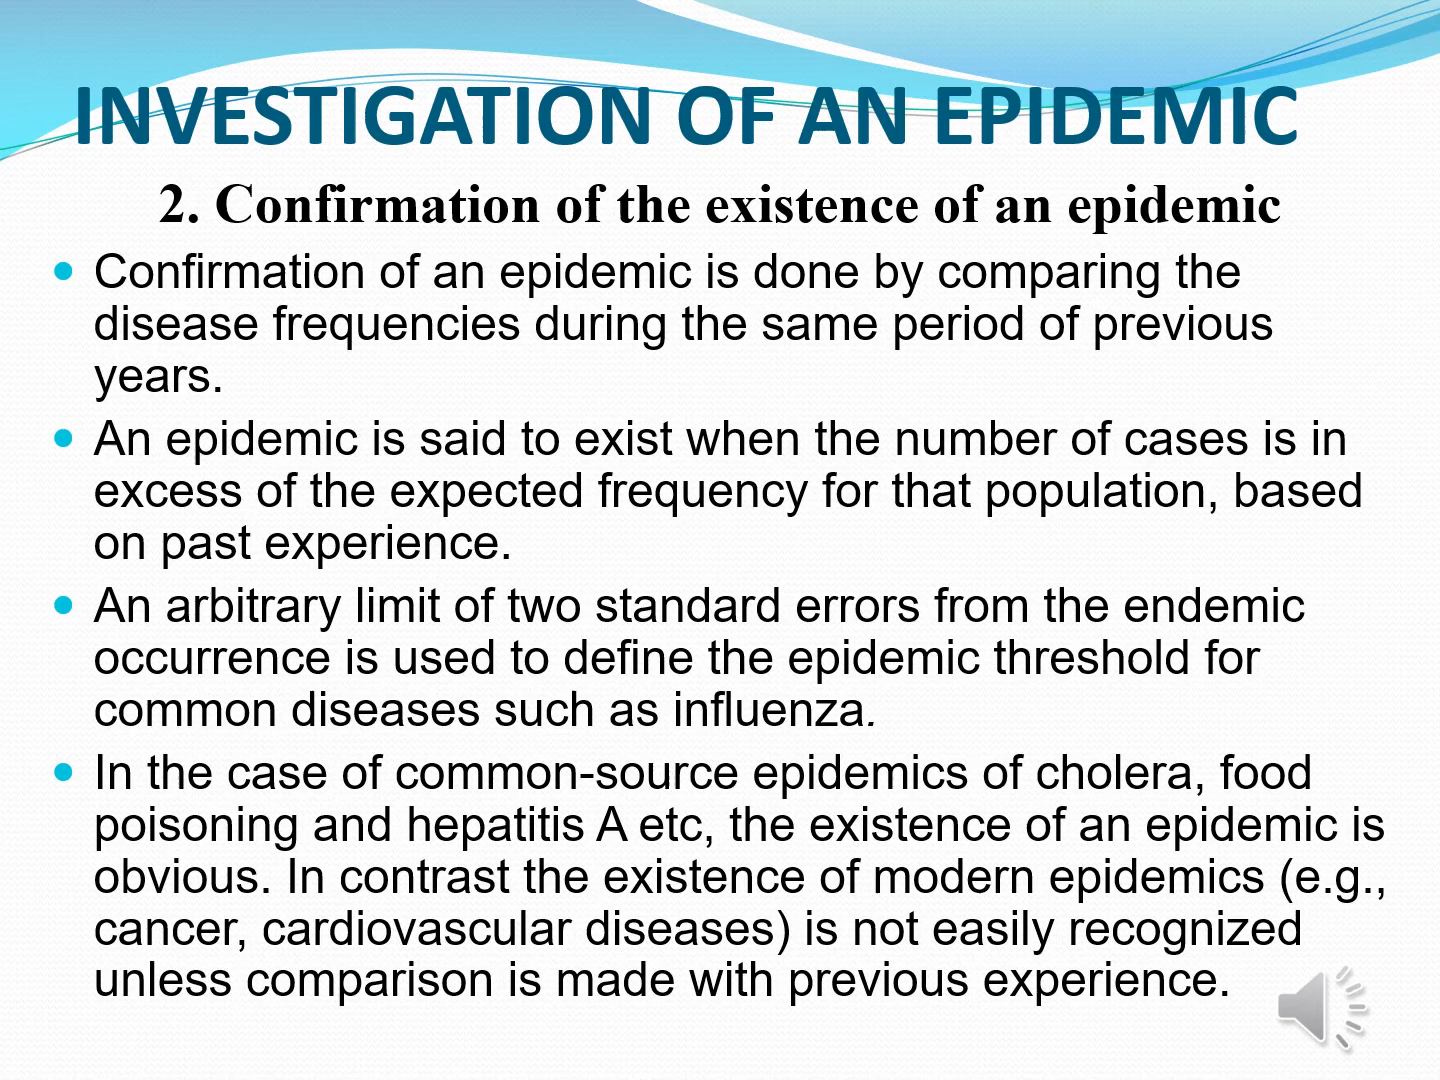 INVESTIGATION OF AN EPIDEMIC
2. Confirmation of the existence of an epidemic
Confirmation of an epidemic is done by comparing the
disease frequencies during the same period of previous
years.
An epidemic is said to exist when the number of cases is in
excess of the expected frequency for that population, based
on past experience.
An arbitrary limit of two standard errors from the endemic
occurrence is used to define the epidemic threshold for
common diseases such as influenza.
In the case of common-source epidemics of cholera, food
poisoning and hepatitis A etc, the existence of an epidemic is
obvious. In contrast the existence of modern epidemics (e.g.,
cancer, cardiovascular diseases) is not easily recognized
unless comparison is made with previous experience.